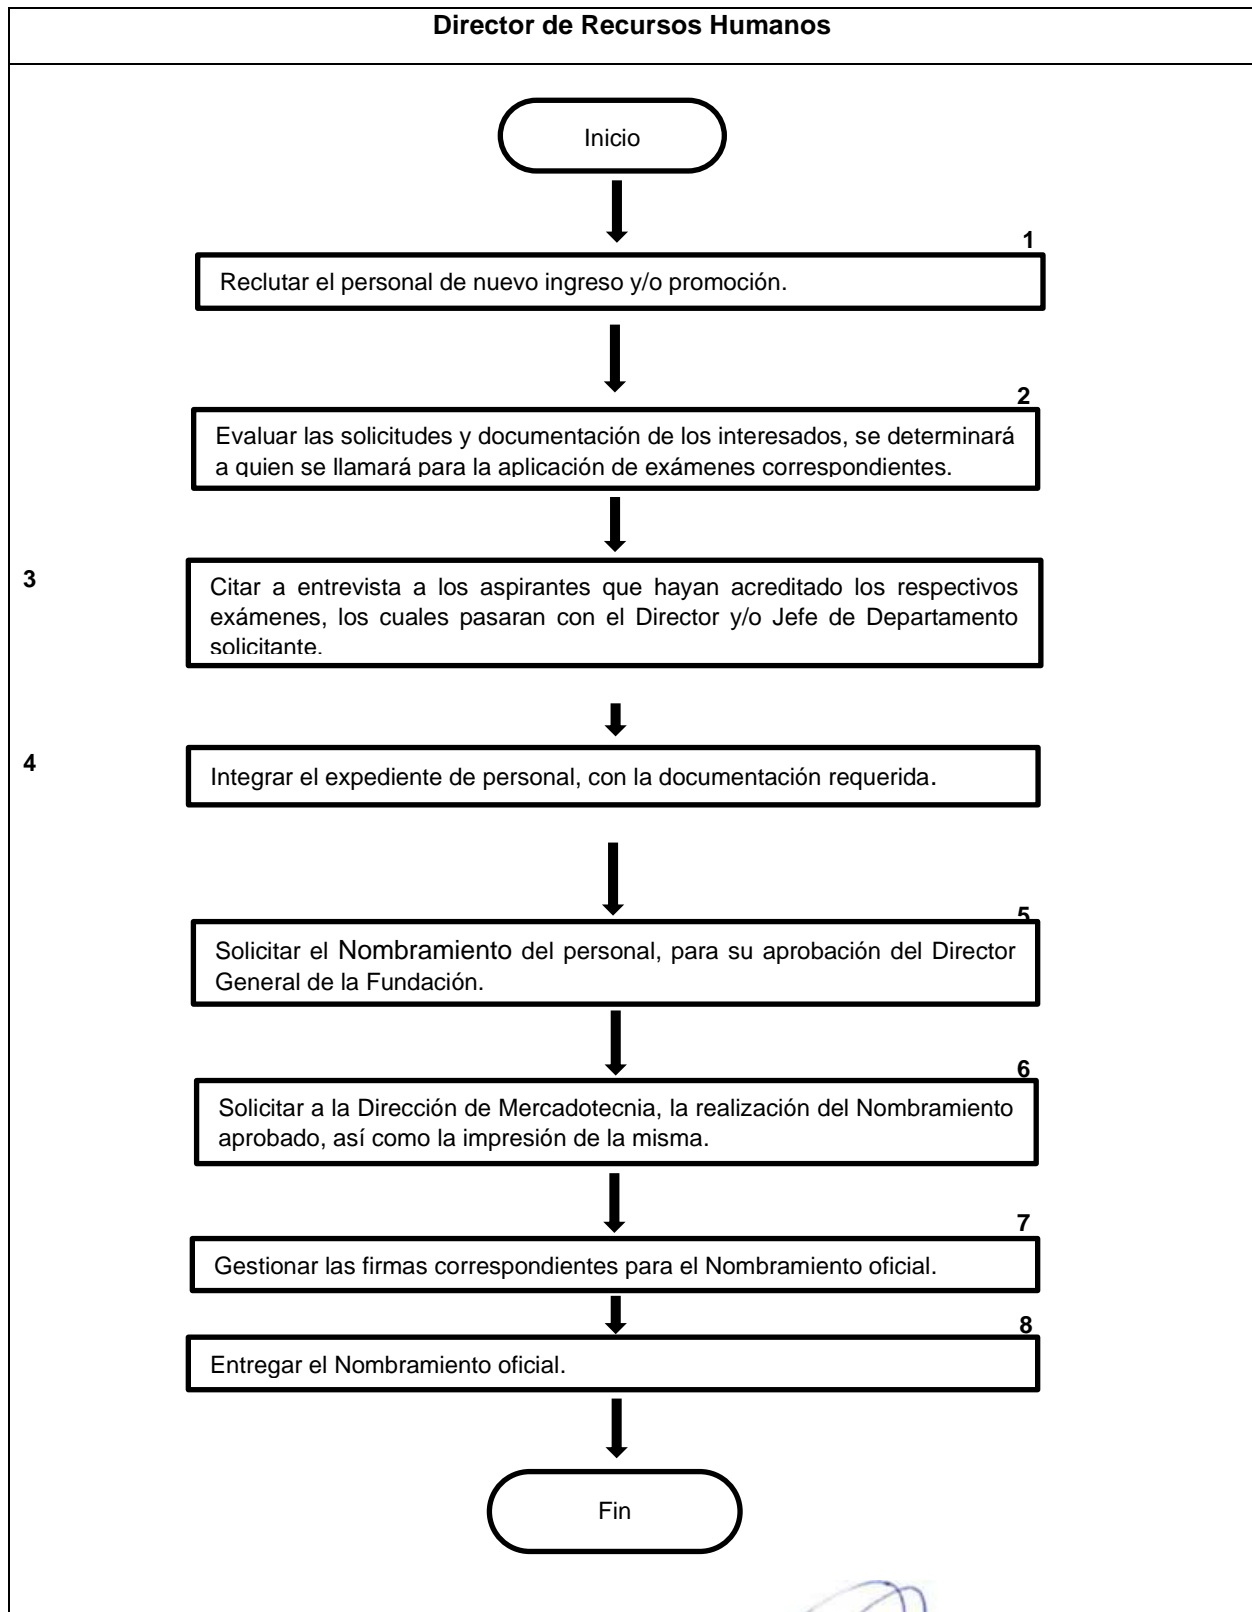 Director de Recursos Humanos
Inicio
1
Reclutar el personal de nuevo ingreso y/o promoción.
2
Evaluar las solicitudes y documentación de los interesados, se determinará
a quien se llamará para la aplicación de exámenes correspondientes.
3
Citar a entrevista a los aspirantes que hayan acreditado los respectivos
exámenes, los cuales pasaran con el Director y/o Jefe de Departamento
solicitante.
4
Integrar el expediente de personal, con la documentación requerida.
5
Solicitar el Nombramiento del personal, para su aprobación del Director
General de la Fundación.
6
Solicitar a la Dirección de Mercadotecnia, la realización del Nombramiento
aprobado, así como la impresión de la misma.
7
Gestionar las firmas correspondientes para el Nombramiento oficial.
8
Entregar el Nombramiento oficial.
Fin